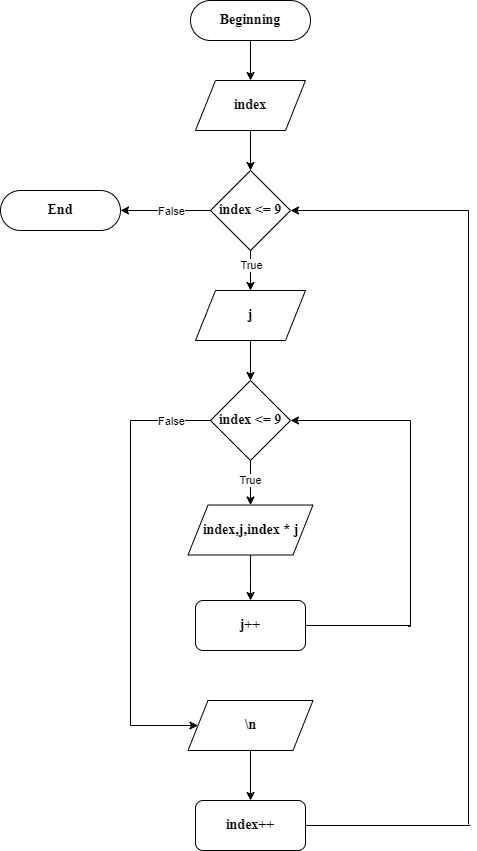 Beginning
index
index <= 9
False
End
True
j
index <= 9
False
True
index,j,index * j
j++
\n
index++